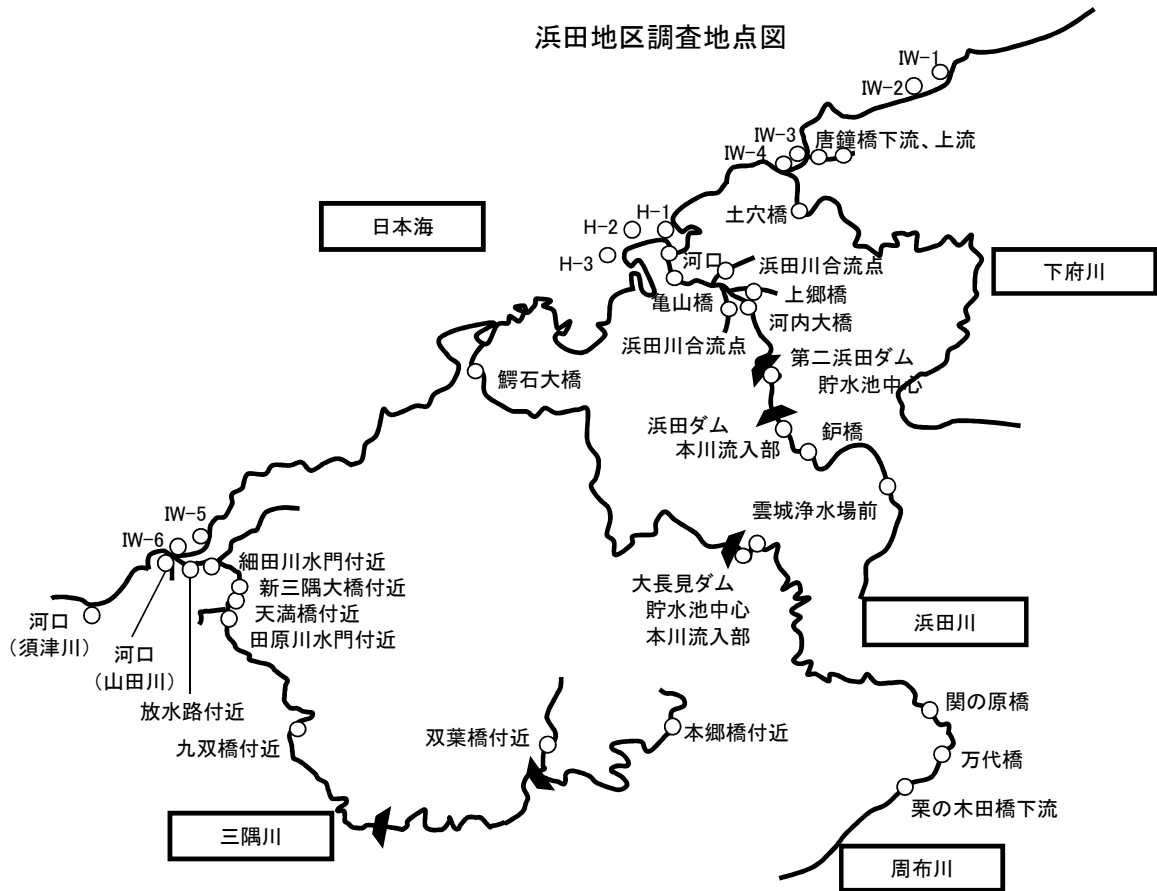 浜田地区調査地点図
IW-1
IW-2
IW-3
唐鐘橋下流、上流
IW-4
土穴橋
日本海
H-1
H-2
H-3
河口
浜田川合流点
下府川
亀山橋
上郷橋
河内大橋
浜田川合流点
第二浜田ダム
貯水池中心
鰐石大橋
浜田ダム
本川流入部
鈩橋
雲城浄水場前
IW-5
IW-6
細田川水門付近
新三隅大橋付近
天満橋付近
田原川水門付近
大長見ダム
貯水池中心
本川流入部
浜田川
河口
(須津川)
河口
(山田川)
放水路付近
九双橋付近
双葉橋付近
本郷橋付近
関の原橋
万代橋
栗の木田橋下流
三隅川
周布川